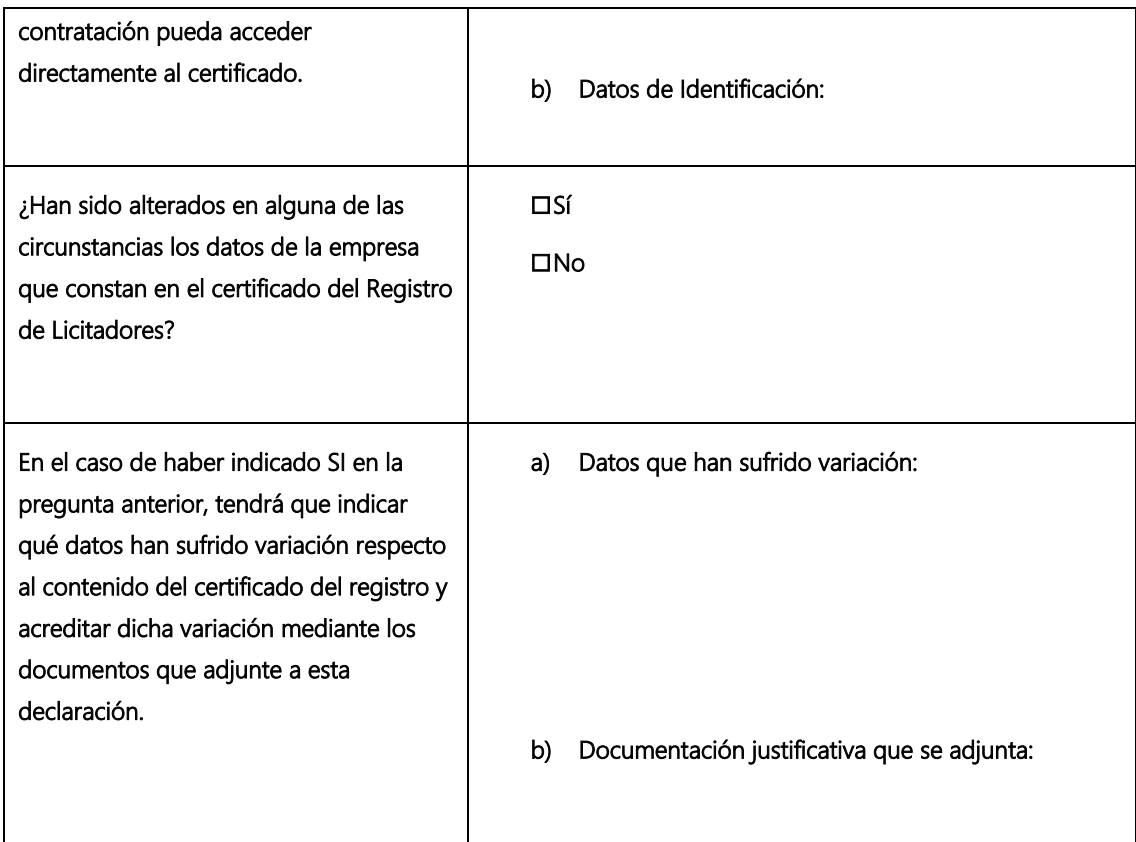 contratación pueda acceder
directamente al certificado.
b) Datos de Identificación:
¿Han sido alterados en alguna de las
circunstancias los datos de la empresa
que constan en el certificado del Registro
de Licitadores?
☐Sí
☐No
En el caso de haber indicado SI en la
pregunta anterior, tendrá que indicar
qué datos han sufrido variación respecto
al contenido del certificado del registro y
acreditar dicha variación mediante los
documentos que adjunte a esta
declaración.
a) Datos que han sufrido variación:
b) Documentación justificativa que se adjunta: